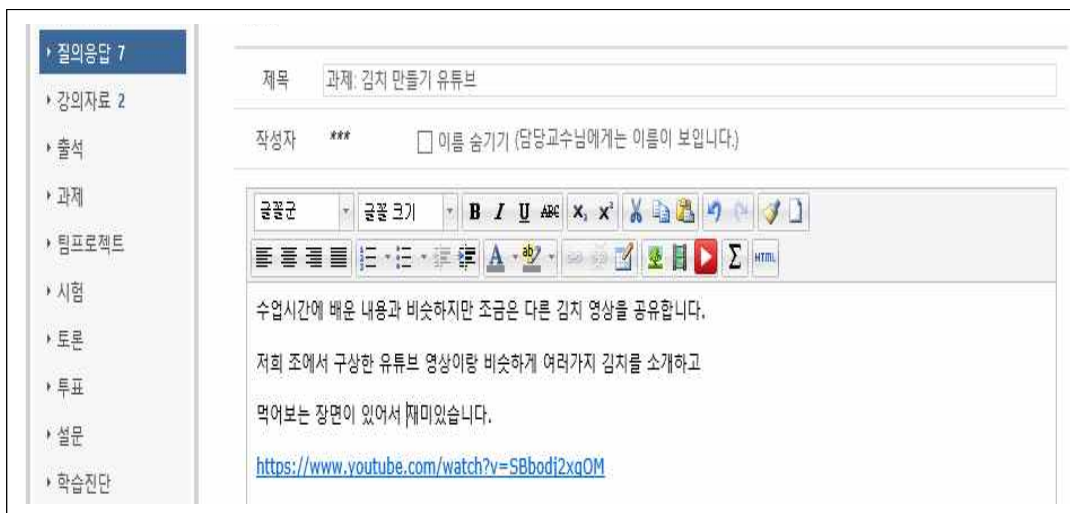 질의응답 7
강의자료 2
출석
과제
팀프로젝트
시험
토론
투표
설문
학습진단
제목 과제: 김치 만들기 유튜브
작성자 *** 이름 숨기기 (담당교수님에게는 이름이 보입니다.)
글꼴군 글꼴 크기 B I U ABC X₂ X²
A ab Σ HTML
수업시간에 배운 내용과 비슷하지만 조금은 다른 김치 영상을 공유합니다.
저희 조에서 구상한 유튜브 영상이랑 비슷하게 여러가지 김치를 소개하고
먹어보는 장면이 있어서 재미있습니다.
https://www.youtube.com/watch?v=SBbodj2xqOM